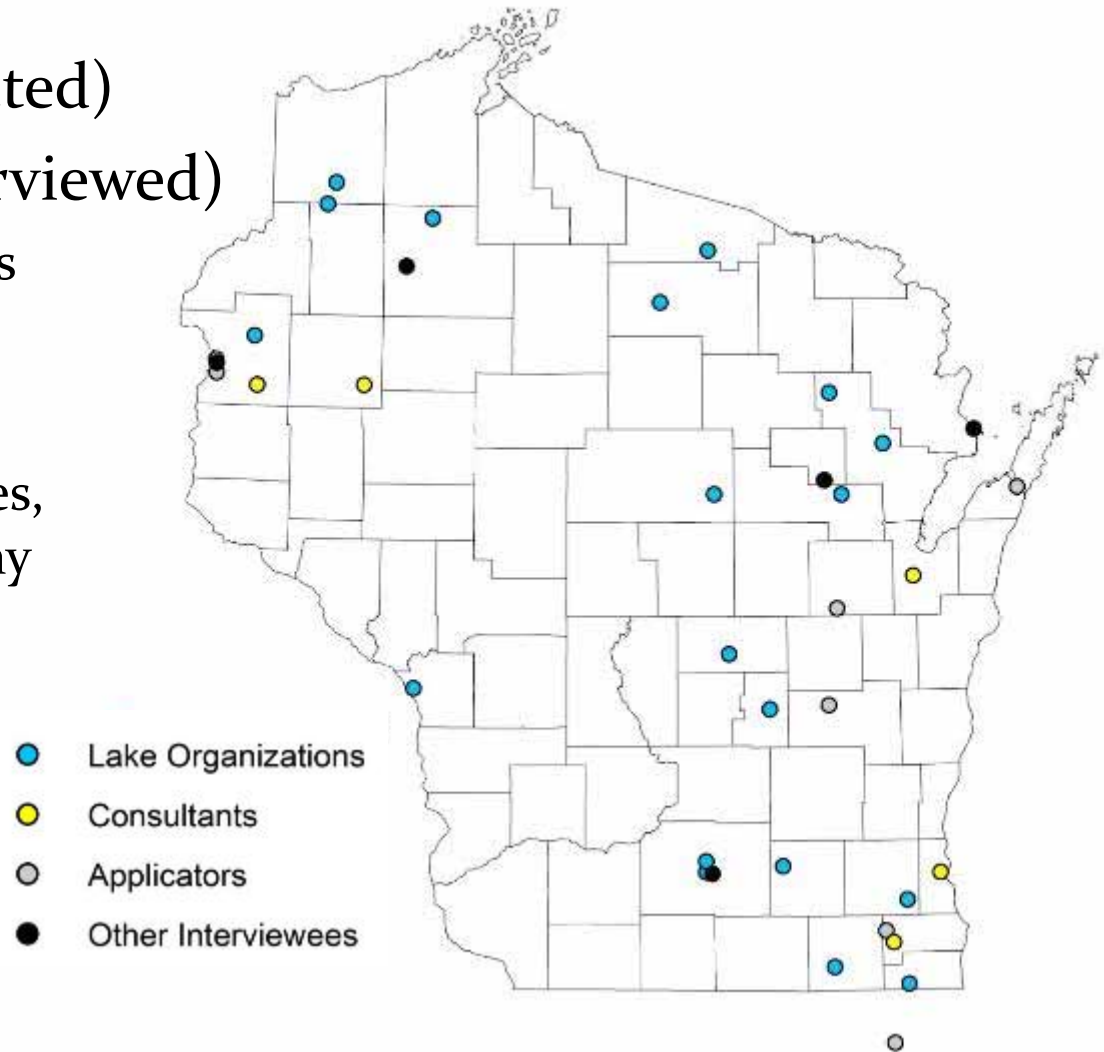 ted)
rviewed)
s
es,
ny
Lake Organizations
Consultants
Applicators
Other Interviewees